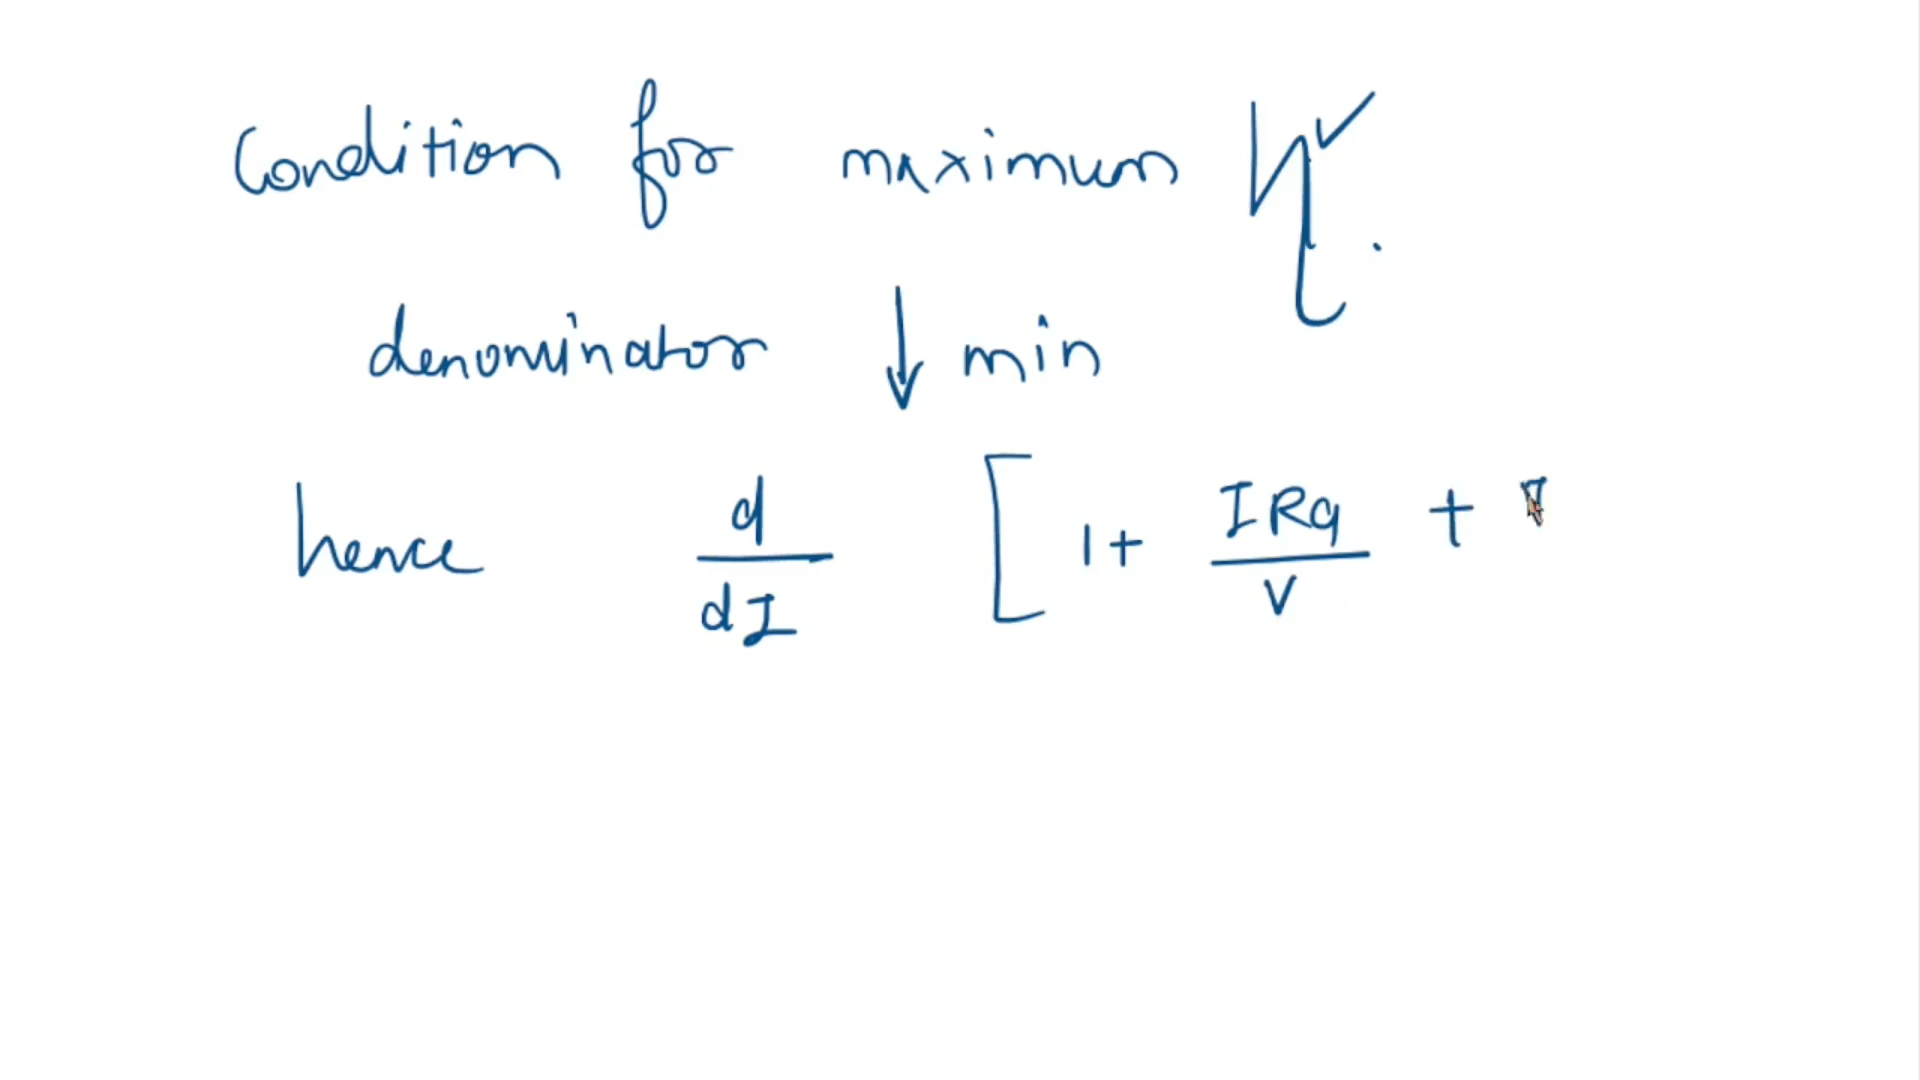 Condition for maximum η.
denominator ↓ min
hence d/dI [ 1 + IRa/V +